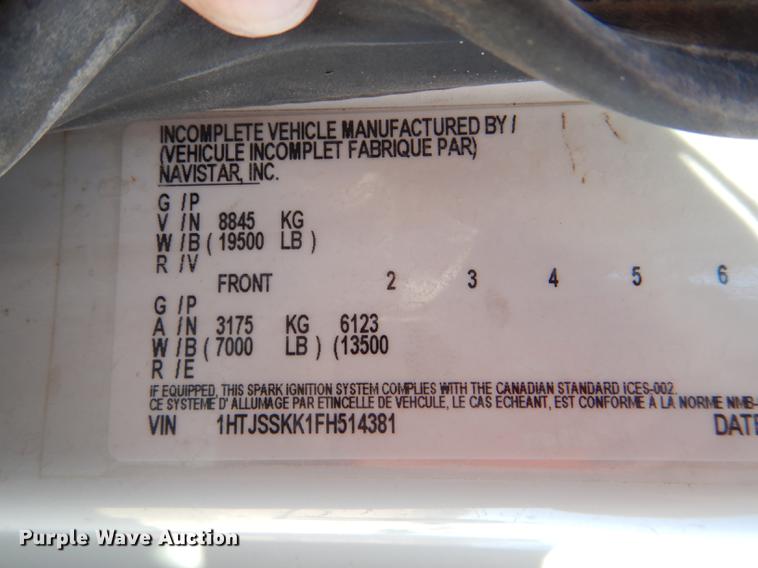 INCOMPLETE VEHICLE MANUFACTURED BY /
(VEHICULE INCOMPLET FABRIQUE PAR)
NAVISTAR, INC.
G /P
V /N 8845 KG
W /B ( 19500 LB )
R /V
FRONT 2 3 4 5 6
G /P
A /N 3175 KG 6123
W /B ( 7000 LB ) (13500
R /E
IF EQUIPPED, THIS SPARK IGNITION SYSTEM COMPLIES WITH THE CANADIAN STANDARD ICES-002
CE SYSTEME D' ALLUMAGE PAR ETINCELLE DE VEHCULE, LE CAS ECHEANT, EST CONFORME À LA NORME NMB-
VIN 1HTJSSKK1FH514381 DATE
Purple Wave Auction